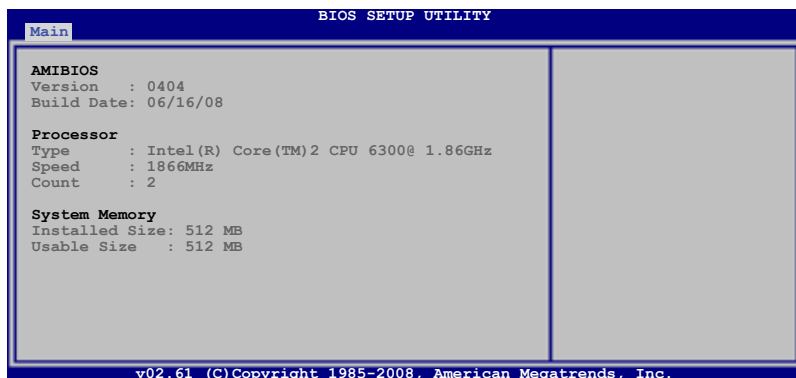 BIOS SETUP UTILITY
Main
AMIBIOS
Version : 0404
Build Date: 06/16/08
Processor
Type : Intel(R) Core(TM)2 CPU 6300@ 1.86GHz
Speed : 1866MHz
Count : 2
System Memory
Installed Size: 512 MB
Usable Size : 512 MB
v02.61 (C)Copyright 1985-2008, American Megatrends, Inc.